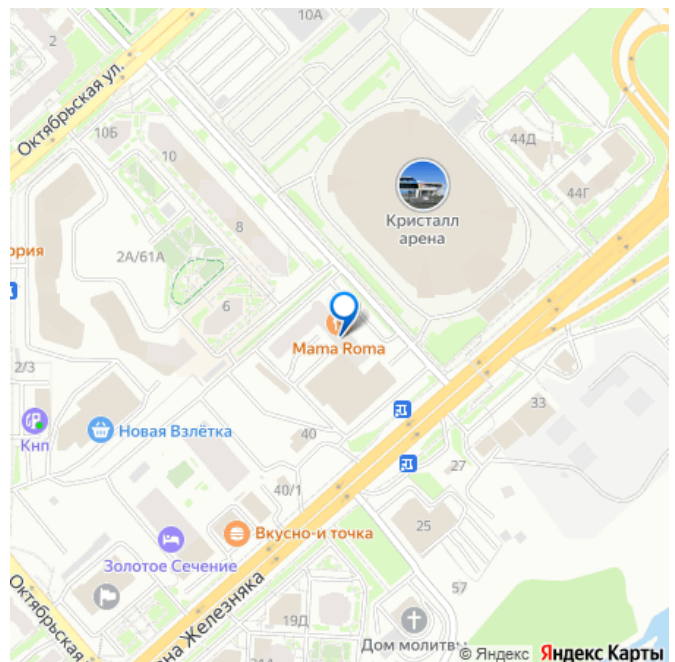 10А
2
Октябрьская ул.
10Б
10
44Д
44Г
Кристалл
арена
8
ория
2А/61А
6
Mama Roma
2/3
33
Новая Взлётка
Кнп
40
27
40/1
Вкусно-и точка
25
Золотое Сечение
57
Октябрьская
на Железняка
19Д
Дом молитвы
21А
© Яндекс Яндекс Карты